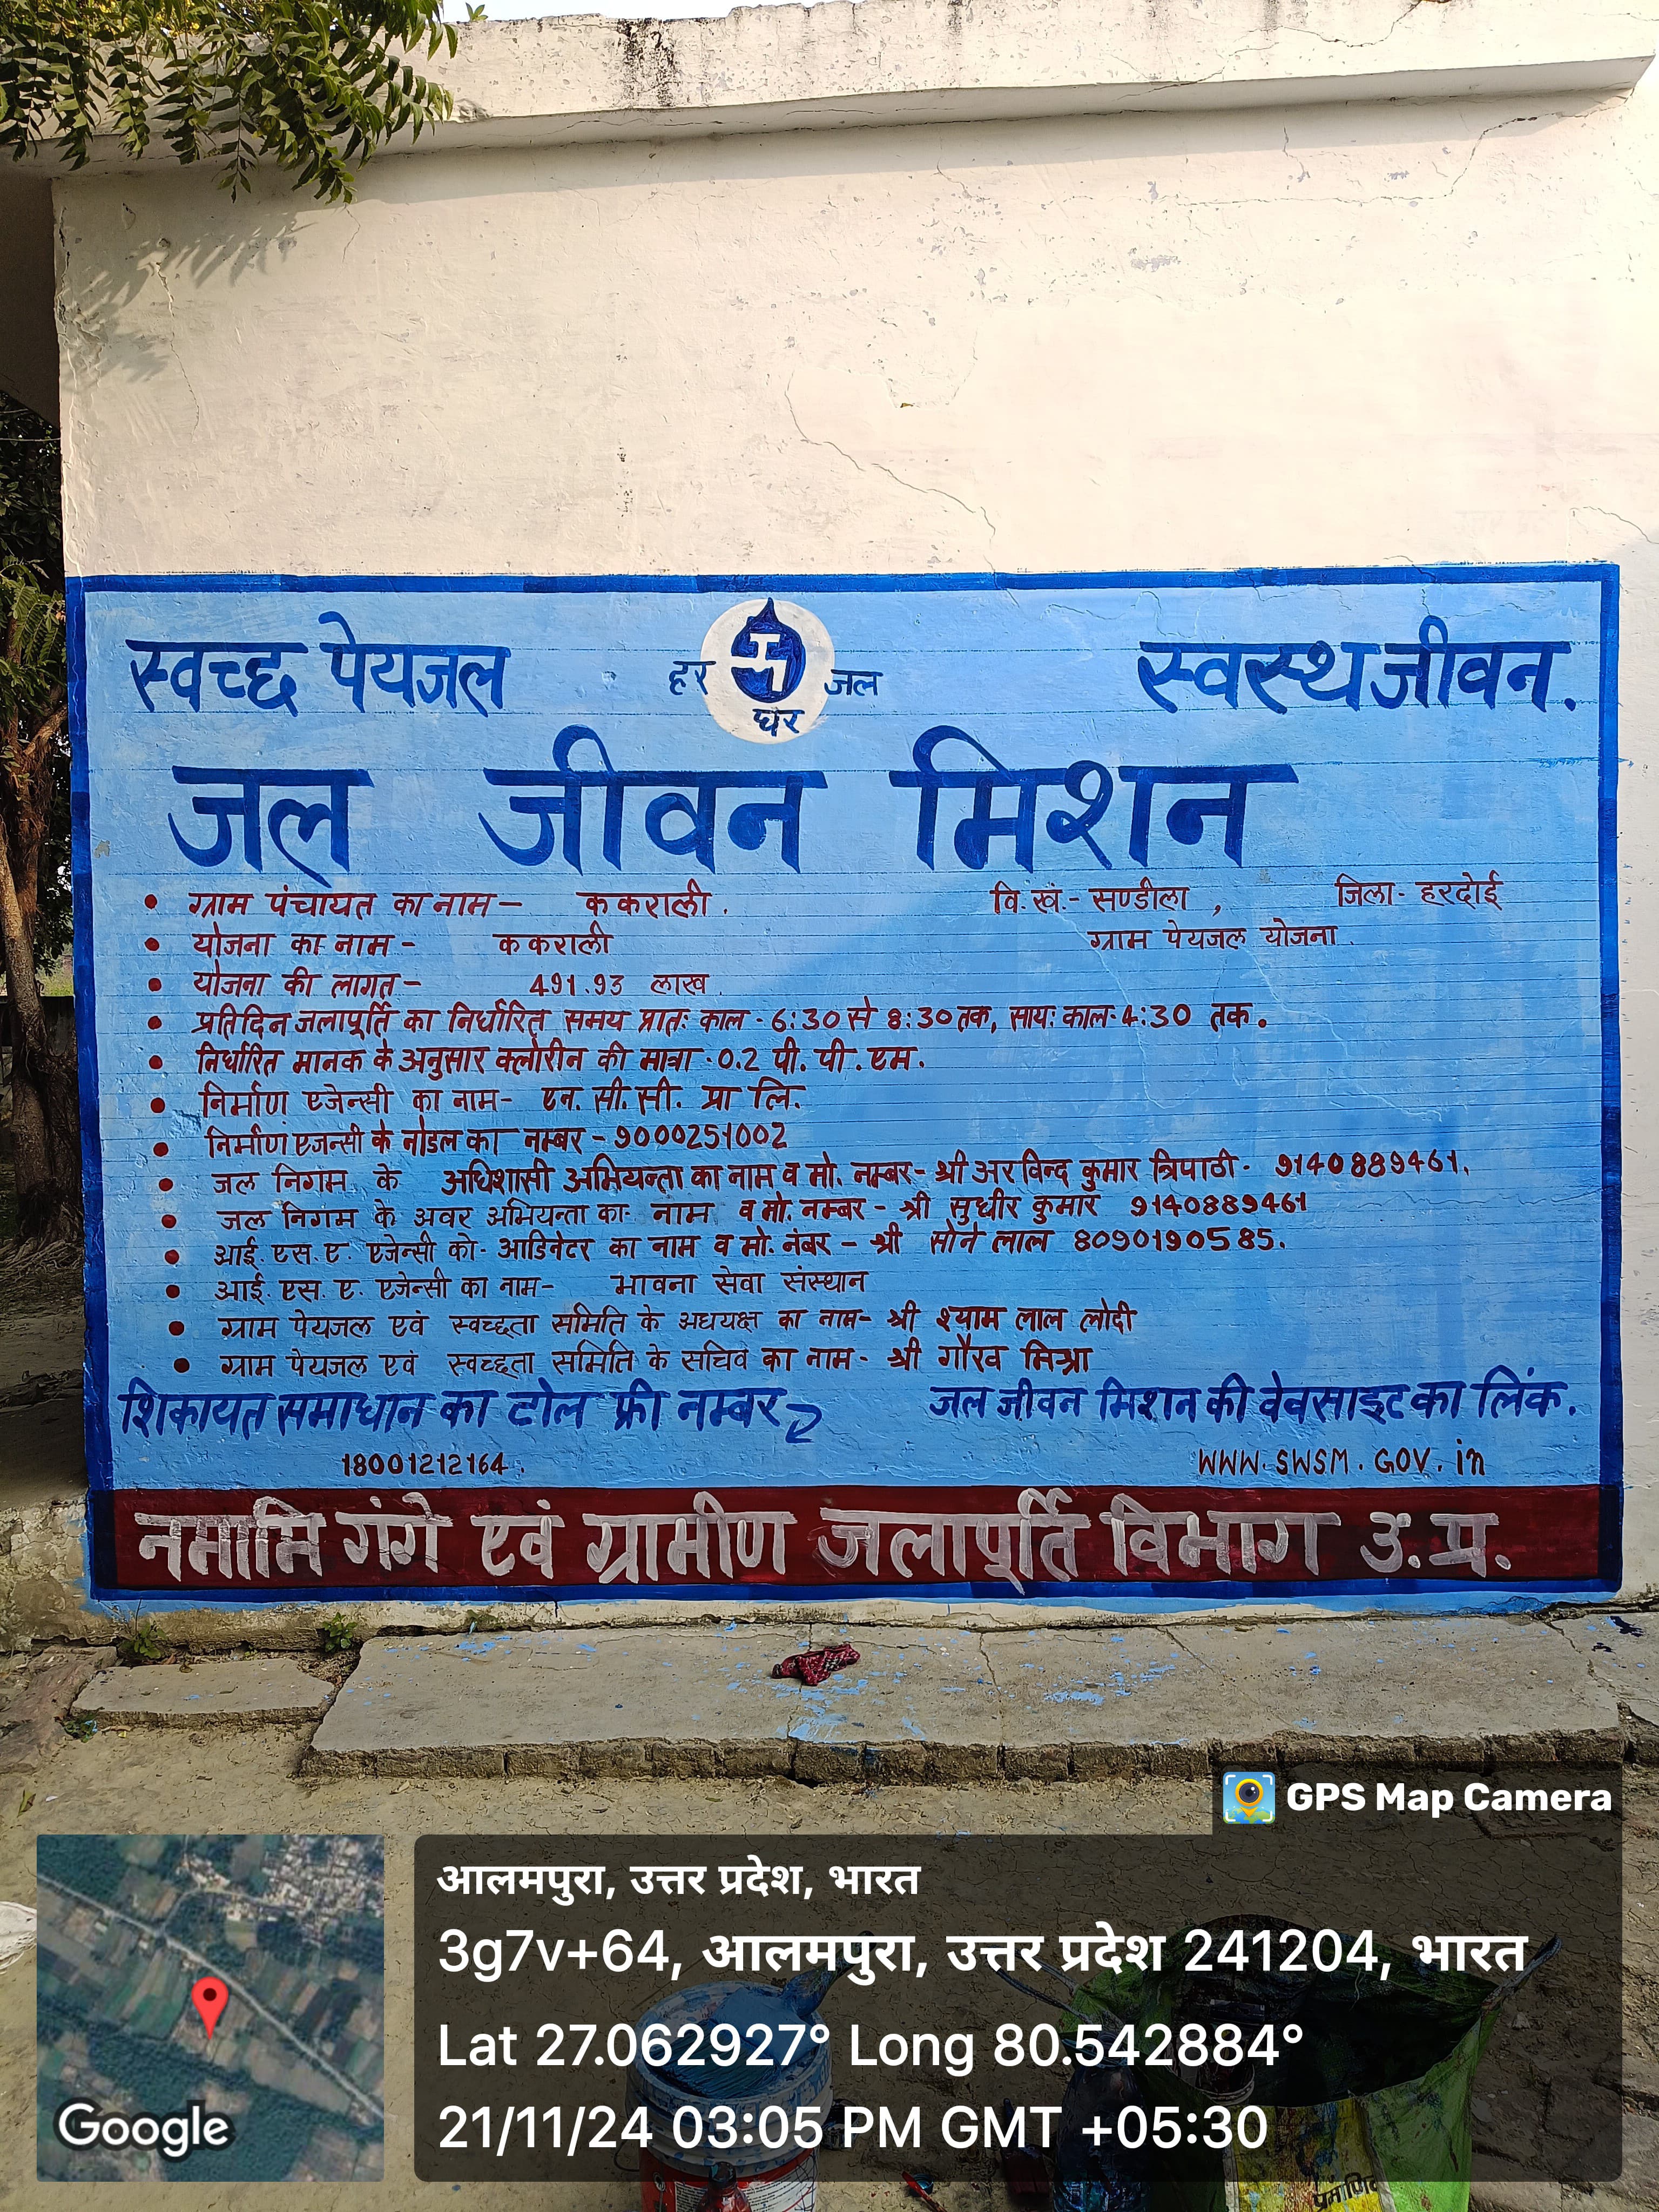 स्वच्छ पेयजल हर घर जल स्वस्थ जीवन.
जल जीवन मिशन
• ग्राम पंचायत का नाम – ककराली. वि.खं.- सण्डीला , जिला - हरदोई
• योजना का नाम - ककराली ग्राम पेयजल योजना.
• योजना की लागत - 491.93 लाख.
• प्रतिदिन जलापूर्ति का निर्धारित समय प्रातः काल - 6:30 से 8:30 तक, सायः काल- 4:30 तक.
• निर्धारित मानक के अनुसार क्लोरीन की मात्रा - 0.2 पी. पी. एम.
• निर्माण एजेन्सी का नाम- एन. सी. सी. प्रा लि.
• निर्माण एजन्सी के नोडल का नम्बर - 9000251002
• जल निगम के अधिशासी अभियन्ता का नाम व मो. नम्बर- श्री अरविन्द कुमार त्रिपाठी - 9140889461.
• जल निगम के अवर अभियन्ता का- नाम व मो. नम्बर - श्री सुधीर कुमार 9140889461
• आई. एस. ए. एजेन्सी को- आडिनेटर का नाम व मो. नंबर - श्री सोने लाल 8090190585.
• आई. एस. ए. एजेन्सी का नाम- भावना सेवा संस्थान
• ग्राम पेयजल एवं स्वच्छता समिति के अधयक्ष का नाम- श्री श्याम लाल लोदी
• ग्राम पेयजल एवं स्वच्छता समिति के सचिव का नाम - श्री गौरव मिश्रा
शिकायत समाधान का टोल फ्री नम्बर जल जीवन मिशन की वेवसाइट का लिंक.
18001212164. WWW.SWSM.GOV.in
नमामि गंगे एवं ग्रामीण जलापूर्ति विभाग उ.प्र.
GPS Map Camera
आलमपुरा, उत्तर प्रदेश, भारत
3g7v+64, आलमपुरा, उत्तर प्रदेश 241204, भारत
Lat 27.062927° Long 80.542884°
21/11/24 03:05 PM GMT +05:30
Google